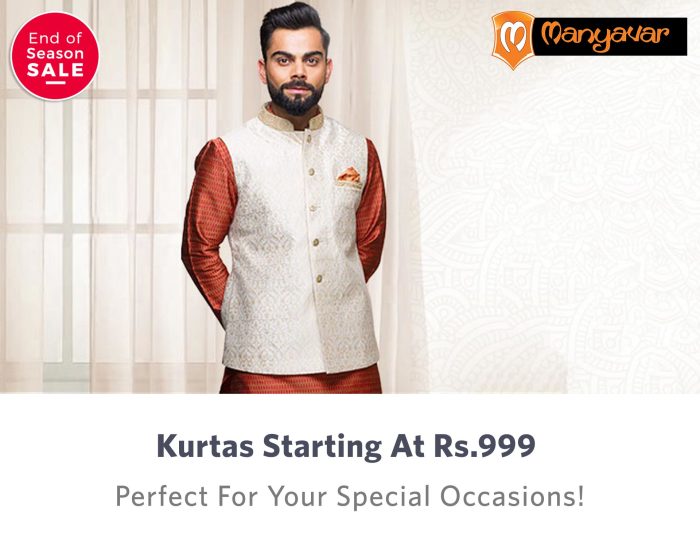 End of
Season
SALE
M Manyavar
Kurtas Starting At Rs.999
Perfect For Your Special Occasions!